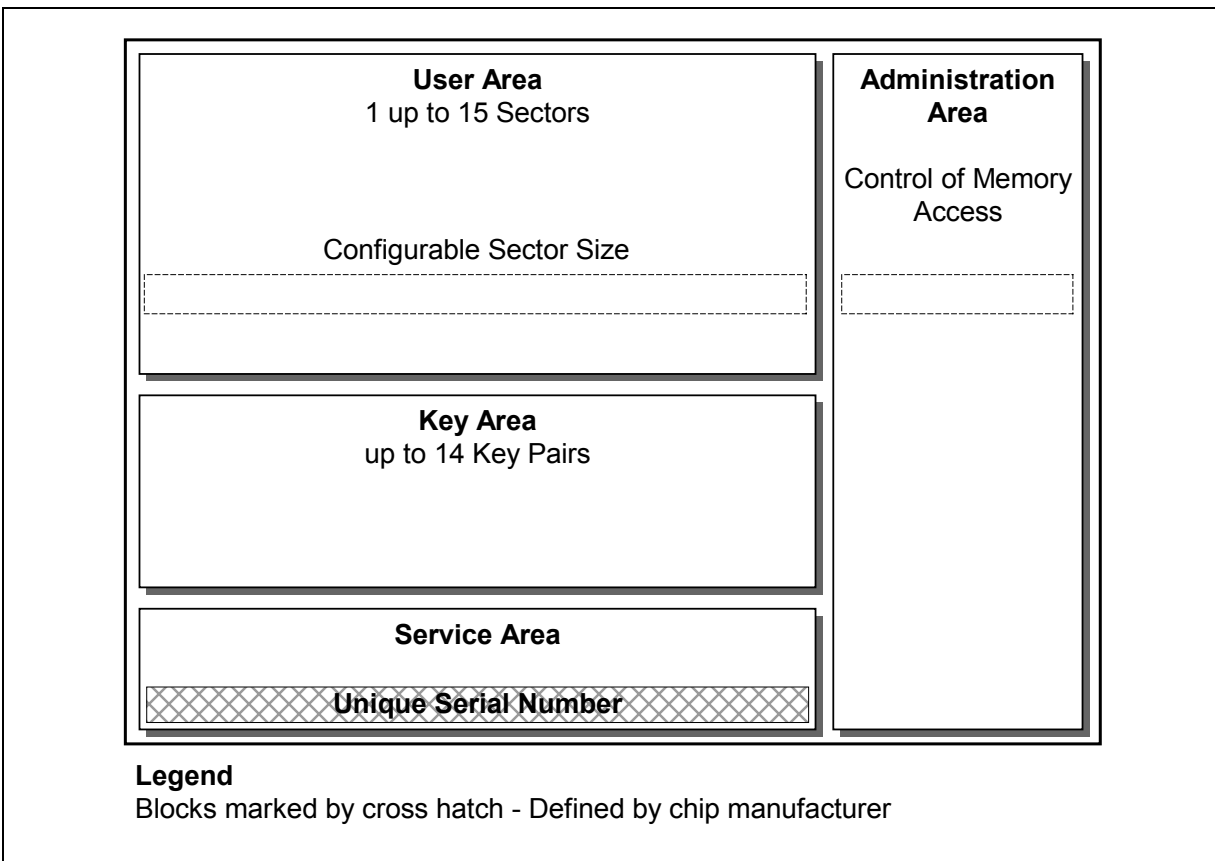 User Area
1 up to 15 Sectors
Configurable Sector Size
Administration
Area
Control of Memory
Access
Key Area
up to 14 Key Pairs
Service Area
Unique Serial Number
Legend
Blocks marked by cross hatch - Defined by chip manufacturer